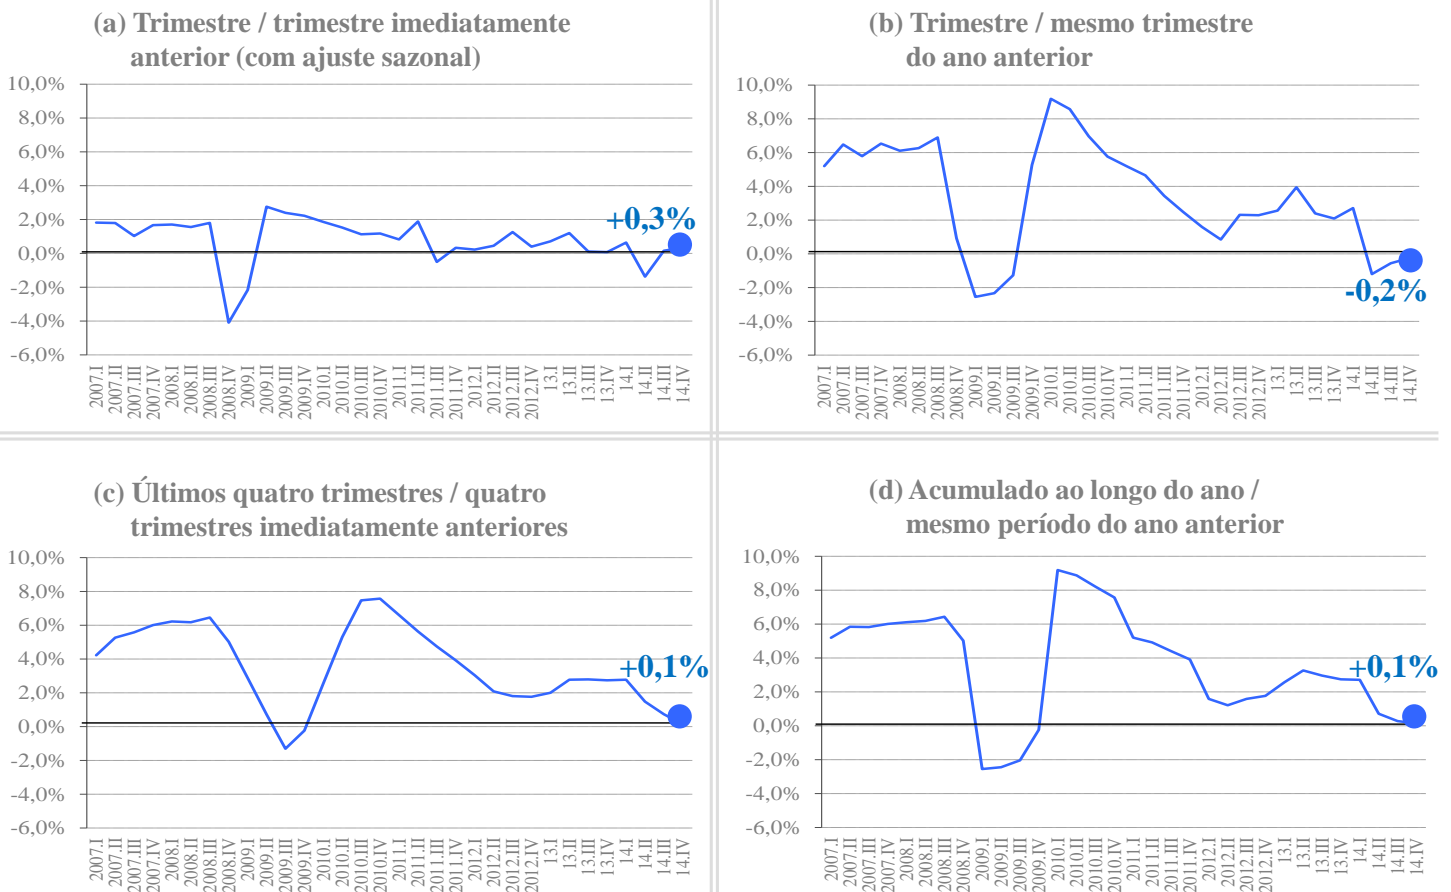 (a) Trimestre / trimestre imediatamente
anterior (com ajuste sazonal)
10,0%
8,0%
6,0%
4,0%
2,0%
0,0%
-2,0%
-4,0%
-6,0%
+0,3%
2007.I
2007.II
2007.III
2007.IV
2008.I
2008.II
2008.III
2008.IV
2009.I
2009.II
2009.III
2009.IV
2010.I
2010.II
2010.III
2010.IV
2011.I
2011.II
2011.III
2011.IV
2012.I
2012.II
2012.III
2012.IV
13.I
13.II
13.III
13.IV
14.I
14.II
14.III
14.IV
(b) Trimestre / mesmo trimestre
do ano anterior
10,0%
8,0%
6,0%
4,0%
2,0%
0,0%
-2,0%
-4,0%
-6,0%
-0,2%
2007.I
2007.II
2007.III
2007.IV
2008.I
2008.II
2008.III
2008.IV
2009.I
2009.II
2009.III
2009.IV
2010.I
2010.II
2010.III
2010.IV
2011.I
2011.II
2011.III
2011.IV
2012.I
2012.II
2012.III
2012.IV
13.I
13.II
13.III
13.IV
14.I
14.II
14.III
14.IV
(c) Últimos quatro trimestres / quatro
trimestres imediatamente anteriores
10,0%
8,0%
6,0%
4,0%
2,0%
0,0%
-2,0%
-4,0%
-6,0%
+0,1%
2007.I
2007.II
2007.III
2007.IV
2008.I
2008.II
2008.III
2008.IV
2009.I
2009.II
2009.III
2009.IV
2010.I
2010.II
2010.III
2010.IV
2011.I
2011.II
2011.III
2011.IV
2012.I
2012.II
2012.III
2012.IV
13.I
13.II
13.III
13.IV
14.I
14.II
14.III
14.IV
(d) Acumulado ao longo do ano /
mesmo período do ano anterior
10,0%
8,0%
6,0%
4,0%
2,0%
0,0%
-2,0%
-4,0%
-6,0%
+0,1%
2007.I
2007.II
2007.III
2007.IV
2008.I
2008.II
2008.III
2008.IV
2009.I
2009.II
2009.III
2009.IV
2010.I
2010.II
2010.III
2010.IV
2011.I
2011.II
2011.III
2011.IV
2012.I
2012.II
2012.III
2012.IV
13.I
13.II
13.III
13.IV
14.I
14.II
14.III
14.IV